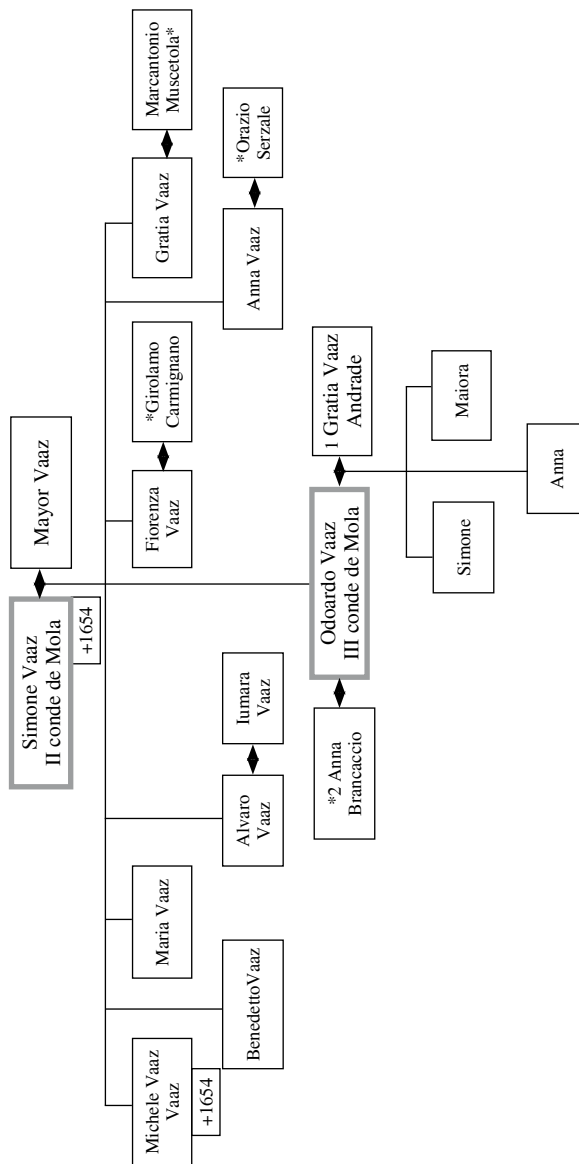 Simone Vaaz
II conde de Mola
+1654
Mayor Vaaz
Michele Vaaz
Vaaz
+1654
BenedettoVaaz
Maria Vaaz
Alvaro
Vaaz
Iumara
Vaaz
Fiorenza
Vaaz
*Girolamo
Carmignano
Anna Vaaz
*Orazio
Serzale
Gratia Vaaz
Marcantonio
Muscetola*
*2 Anna
Brancaccio
Odoardo Vaaz
III conde de Mola
1 Gratia Vaaz
Andrade
Simone
Anna
Maiora